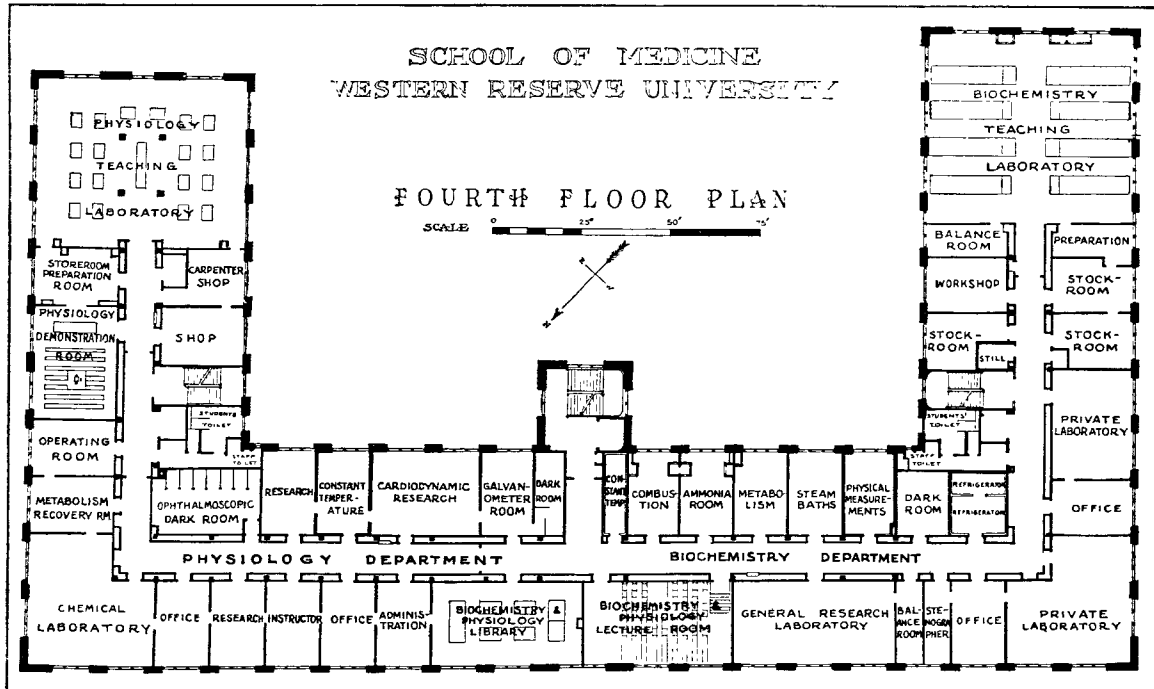 SCHOOL OF MEDICINE
WESTERN RESERVE UNIVERSITY
FOURTH FLOOR PLAN
SCALE 0 25' 50' 75'
N
PHYSIOLOGY
TEACHING
LABORATORY
STOREROOM
PREPARATION
ROOM
CARPENTER
SHOP
PHYSIOLOGY
DEMONSTRATION
ROOM
SHOP
STUDENTS'
TOILET
STAFF
TOILET
OPERATING
ROOM
METABOLISM
RECOVERY RM
OPHTHALMOSCOPIC
DARK ROOM
RESEARCH
CONSTANT
TEMPER-
ATURE
CARDIODYNAMIC
RESEARCH
GALVAN-
OMETER
ROOM
DARK
ROOM
CON-
STANT
TEMP.
COMBUS-
TION
AMMONIA
ROOM
METABO-
LISM
STEAM
BATHS
PHYSICAL
MEASURE-
MENTS
DARK
ROOM
REFRIGERATOR
REFRIGERATOR
BIOCHEMISTRY
TEACHING
LABORATORY
BALANCE
ROOM
PREPARATION
WORKSHOP
STOCK-
ROOM
STOCK-
ROOM
STILL
STOCK-
ROOM
STUDENTS'
TOILET
STAFF
TOILET
PRIVATE
LABORATORY
OFFICE
PHYSIOLOGY DEPARTMENT
BIOCHEMISTRY DEPARTMENT
CHEMICAL
LABORATORY
OFFICE
RESEARCH
INSTRUCTOR
OFFICE
ADMINIS-
TRATION
BIOCHEMISTRY &
PHYSIOLOGY
LIBRARY
BIOCHEMISTRY &
PHYSIOLOGY
LECTURE ROOM
GENERAL RESEARCH
LABORATORY
BAL-
ANCE
ROOM
STE-
NOGRA-
PHER
OFFICE
PRIVATE
LABORATORY